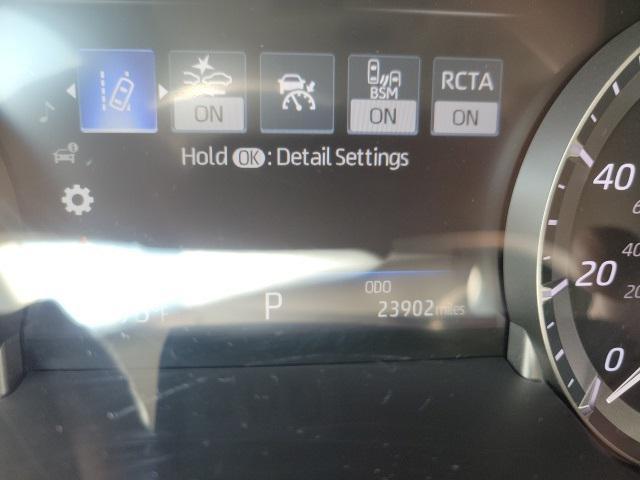 RCTA
ON BSM ON ON
Hold OK : Detail Settings
40
20
ODO
P 23902 miles
0